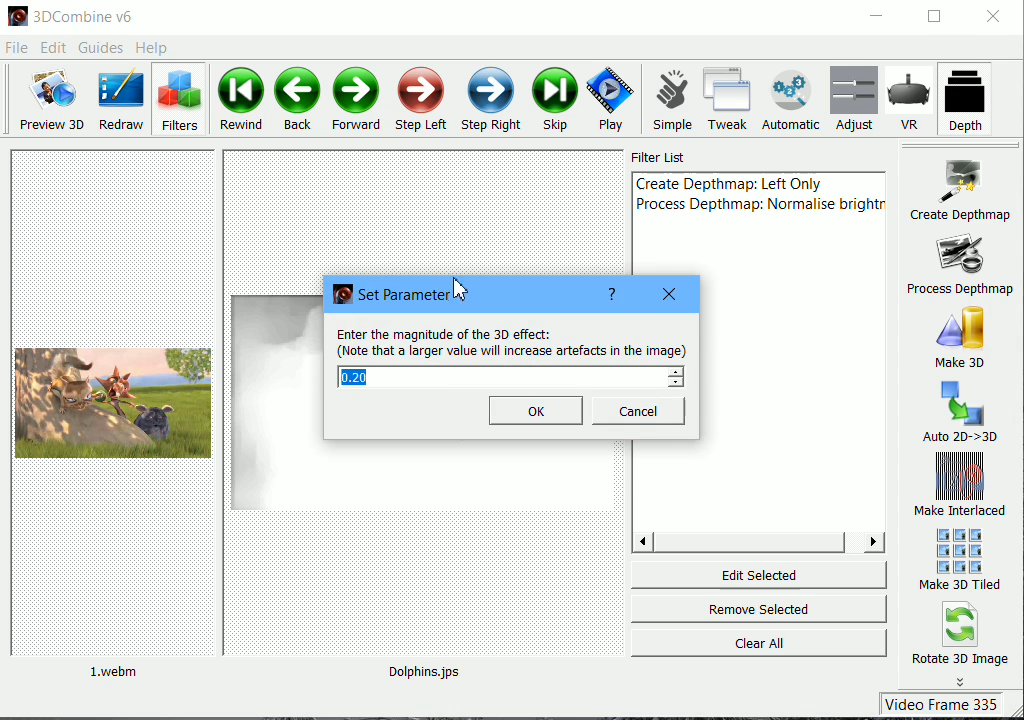 3DCombine v6
File Edit Guides Help
Preview 3D Redraw Filters Rewind Back Forward Step Left Step Right Skip Play Simple Tweak Automatic Adjust VR Depth
Filter List
Create Depthmap: Left Only
Process Depthmap: Normalise brightn
Set Parameter ?
Enter the magnitude of the 3D effect:
(Note that a larger value will increase artefacts in the image)
0.20
OK Cancel
Edit Selected
Remove Selected
Clear All
Create Depthmap
Process Depthmap
Make 3D
Auto 2D->3D
Make Interlaced
Make 3D Tiled
Rotate 3D Image
1.webm
Dolphins.jps
Video Frame 335